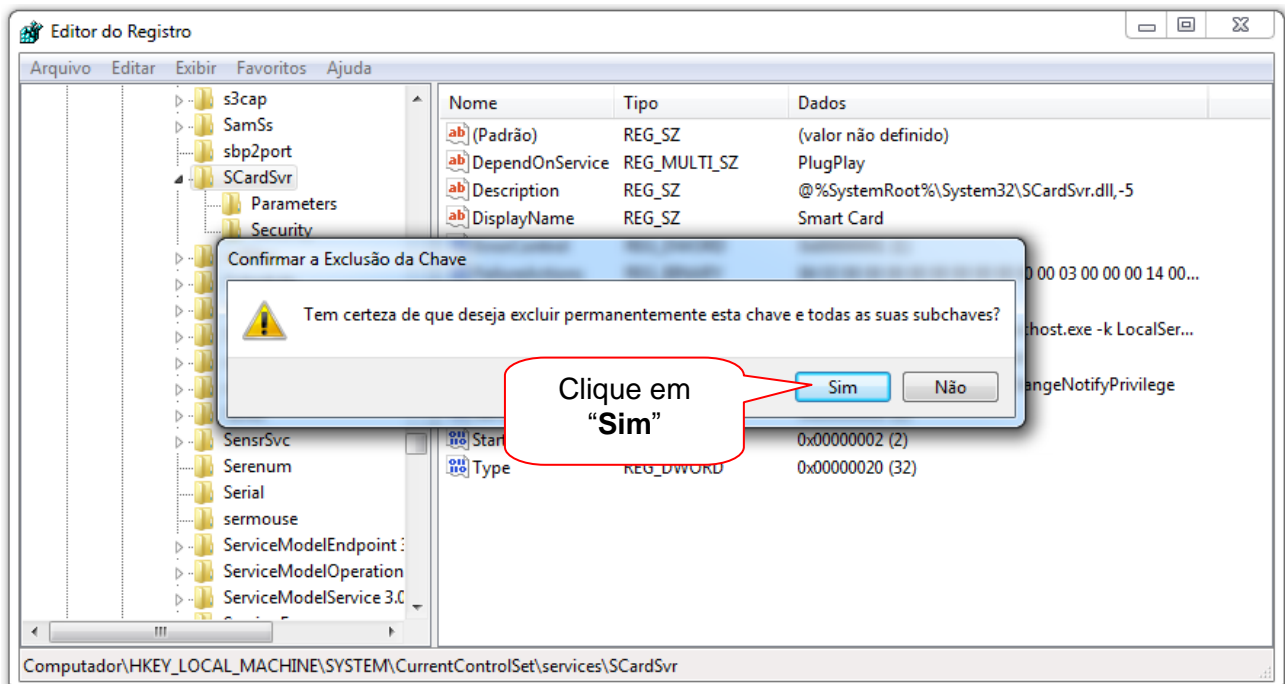 Editor do Registro
Arquivo Editar Exibir Favoritos Ajuda
s3cap
SamSs
sbp2port
SCardSvr
Parameters
Security
SensrSvc
Serenum
Serial
sermouse
ServiceModelEndpoint
ServiceModelOperation
ServiceModelService 3.0
Nome Tipo Dados
(Padrão) REG_SZ (valor não definido)
DependOnService REG_MULTI_SZ PlugPlay
Description REG_SZ @%SystemRoot%\System32\SCardSvr.dll,-5
DisplayName REG_SZ Smart Card
00 03 00 00 00 14 00...
host.exe -k LocalSer...
angeNotifyPrivilege
Start 0x00000002 (2)
Type REG_DWORD 0x00000020 (32)
Confirmar a Exclusão da Chave
Tem certeza de que deseja excluir permanentemente esta chave e todas as suas subchaves?
Sim Não
Clique em
“Sim”
Computador\HKEY_LOCAL_MACHINE\SYSTEM\CurrentControlSet\services\SCardSvr